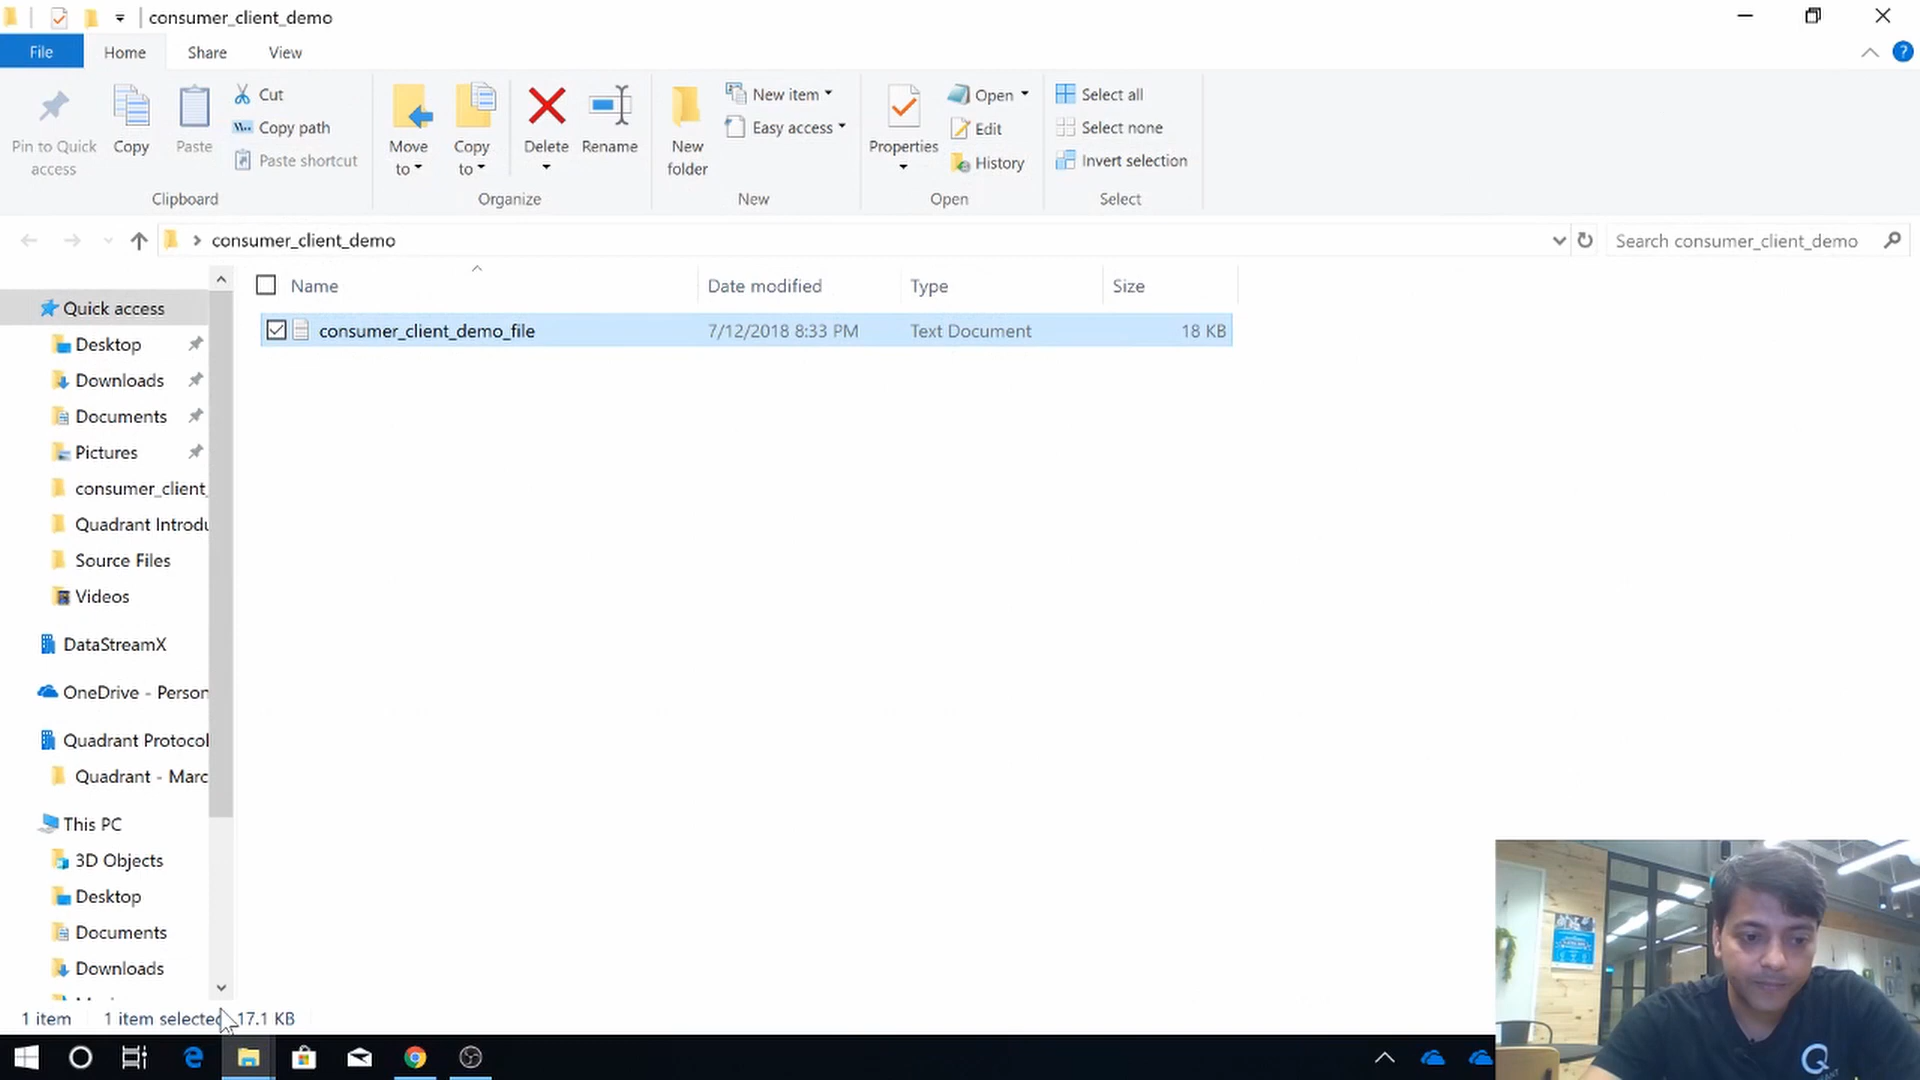 consumer_client_demo
File
Home
Share
View
Pin to Quick access
Copy
Paste
Cut
Copy path
Paste shortcut
Clipboard
Move to
Copy to
Delete
Rename
Organize
New folder
New item
Easy access
New
Properties
Open
Edit
History
Open
Select all
Select none
Invert selection
Select
consumer_client_demo
Search consumer_client_demo
Name
Date modified
Type
Size
consumer_client_demo_file
7/12/2018 8:33 PM
Text Document
18 KB
Quick access
Desktop
Downloads
Documents
Pictures
consumer_client_
Quadrant Introdu
Source Files
Videos
DataStreamX
OneDrive - Person
Quadrant Protocol
Quadrant - Marc
This PC
3D Objects
Desktop
Documents
Downloads
1 item
1 item selected
17.1 KB